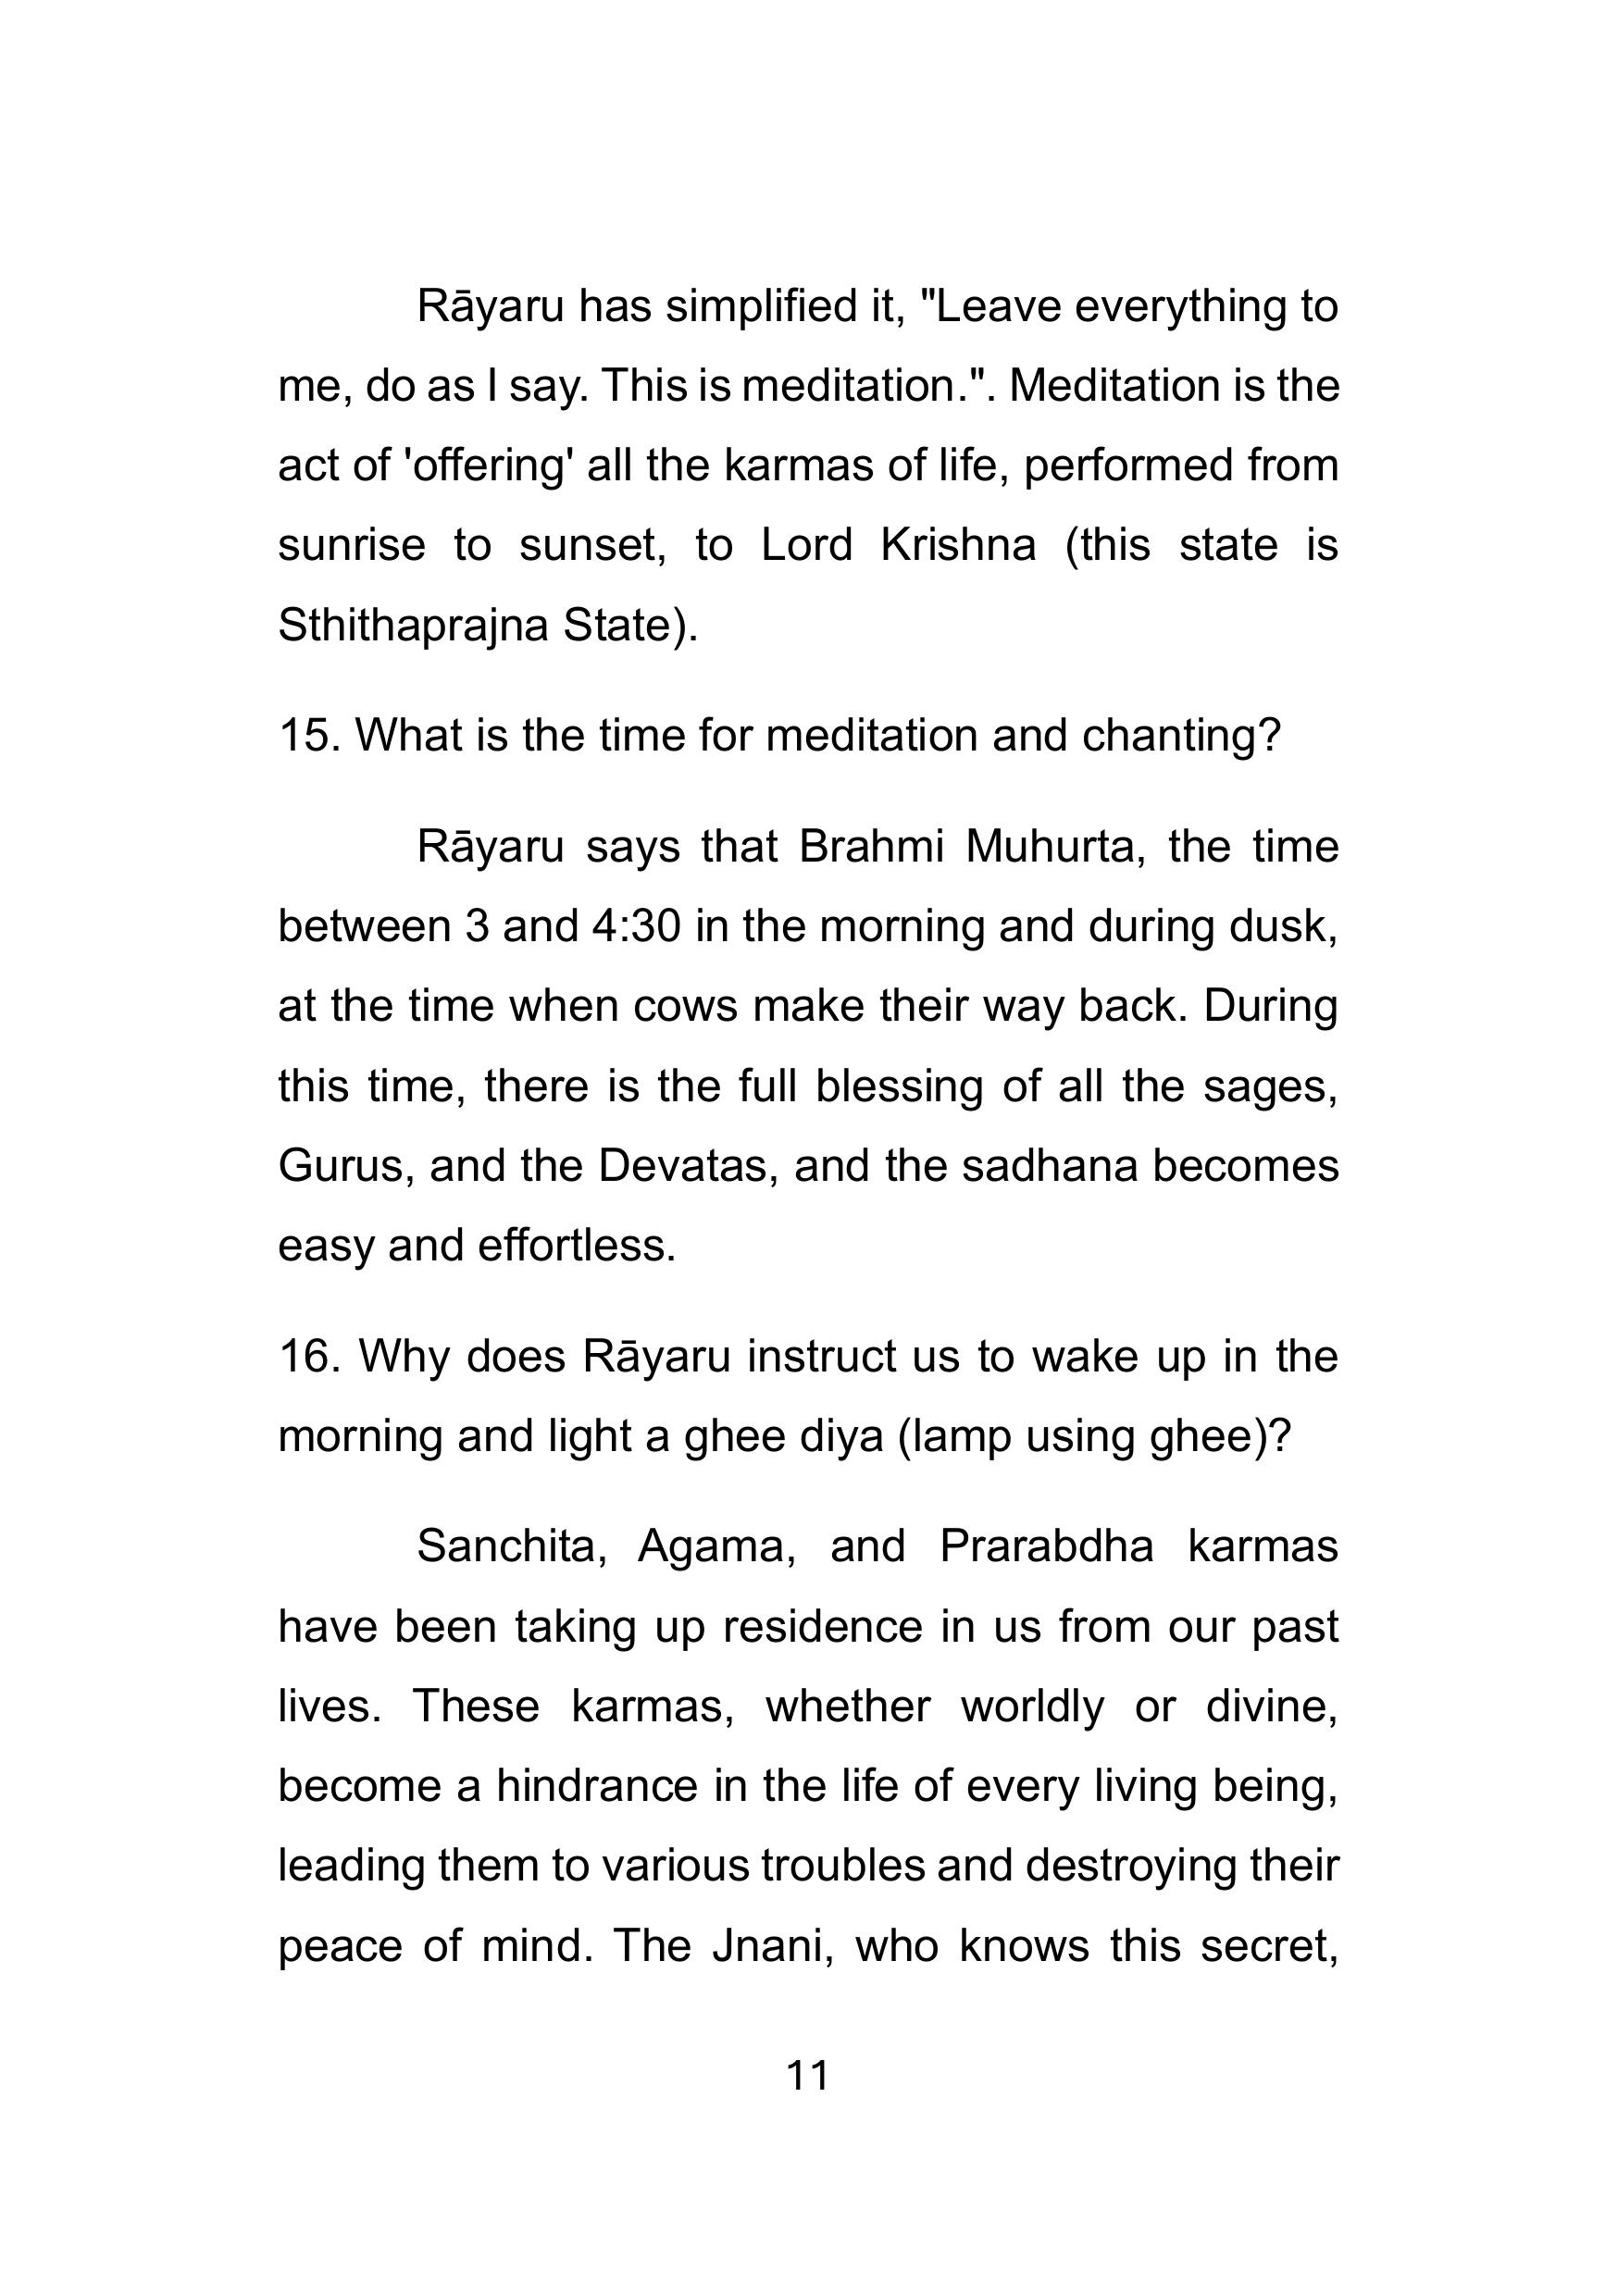 Rāyaru has simplified it, "Leave everything to
me, do as I say. This is meditation.". Meditation is the
act of 'offering' all the karmas of life, performed from
sunrise to sunset, to Lord Krishna (this state is
Sthithaprajna State).
15. What is the time for meditation and chanting?
Rāyaru says that Brahmi Muhurta, the time
between 3 and 4:30 in the morning and during dusk,
at the time when cows make their way back. During
this time, there is the full blessing of all the sages,
Gurus, and the Devatas, and the sadhana becomes
easy and effortless.
16. Why does Rāyaru instruct us to wake up in the
morning and light a ghee diya (lamp using ghee)?
Sanchita, Agama, and Prarabdha karmas
have been taking up residence in us from our past
lives. These karmas, whether worldly or divine,
become a hindrance in the life of every living being,
leading them to various troubles and destroying their
peace of mind. The Jnani, who knows this secret,
11